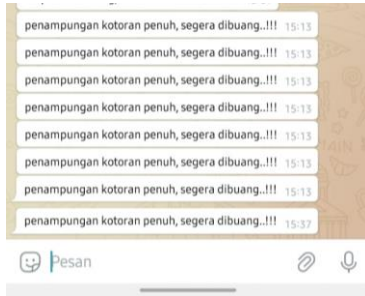 penampungan kotoran penuh, segera dibuang..!!! 15:13
penampungan kotoran penuh, segera dibuang..!!! 15:13
penampungan kotoran penuh, segera dibuang..!!! 15:13
penampungan kotoran penuh, segera dibuang..!!! 15:13
penampungan kotoran penuh, segera dibuang..!!! 15:13
penampungan kotoran penuh, segera dibuang..!!! 15:13
penampungan kotoran penuh, segera dibuang..!!! 15:13
penampungan kotoran penuh, segera dibuang..!!! 15:37
Pesan